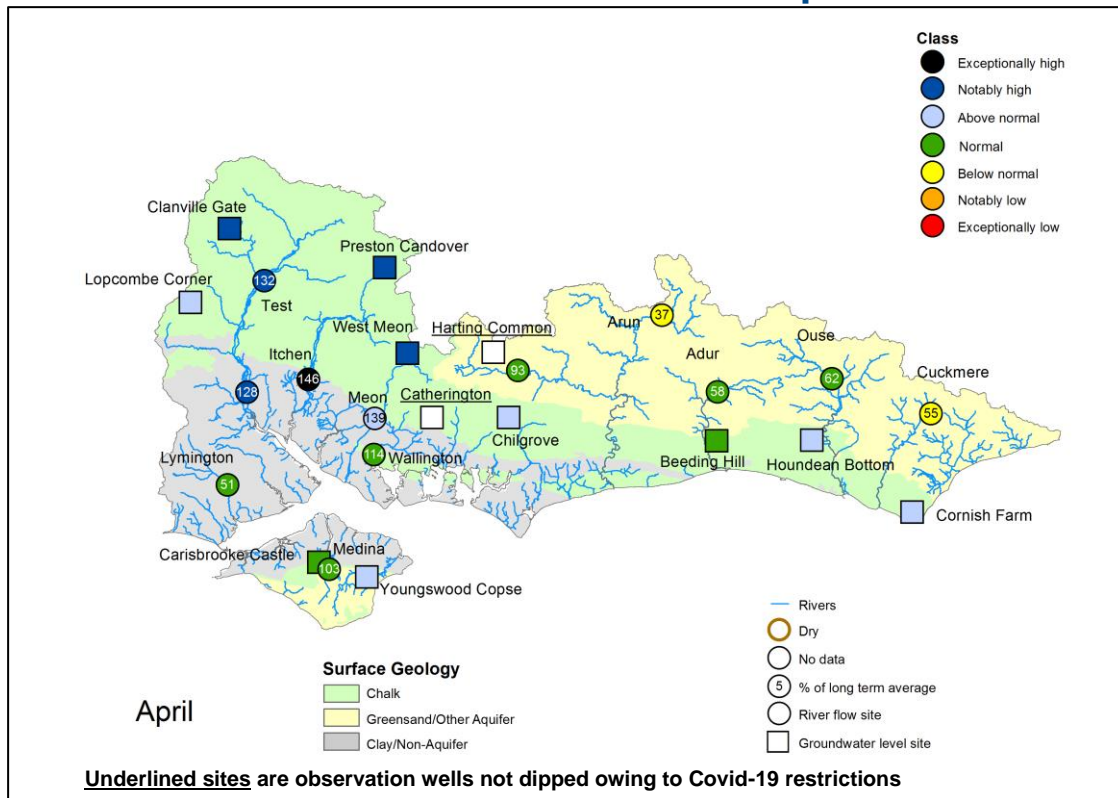 Class
Exceptionally high
Notably high
Above normal
Normal
Below normal
Notably low
Exceptionally low
Clanville Gate
Preston Candover
Lopcombe Corner
132
Test
West Meon
Harting Common
Arun
37
Itchen
Adur
Ouse
146
93
Cuckmere
128
Meon
Catherington
58
62
139
55
Chilgrove
Lymington
114
Wallington
Beeding Hill
Houndean Bottom
51
Cornish Farm
Carisbrooke Castle
Medina
103
Youngswood Copse
Rivers
Dry
No data
5
% of long term average
River flow site
Groundwater level site
Surface Geology
Chalk
Greensand/Other Aquifer
Clay/Non-Aquifer
April
Underlined sites are observation wells not dipped owing to Covid-19 restrictions